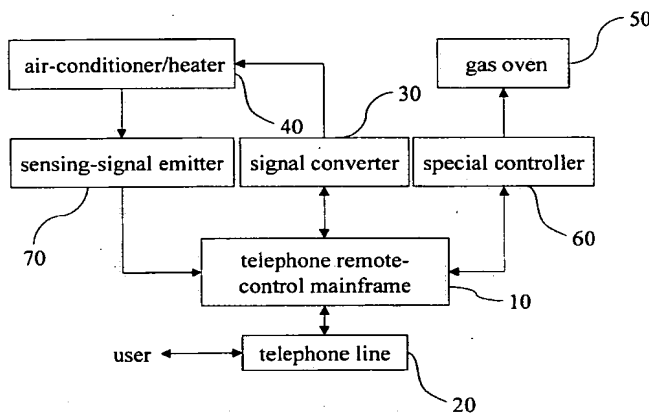 50
air-conditioner/heater
gas oven
30
40
sensing-signal emitter
signal converter
special controller
70
60
telephone remote-
control mainframe
10
user
telephone line
20